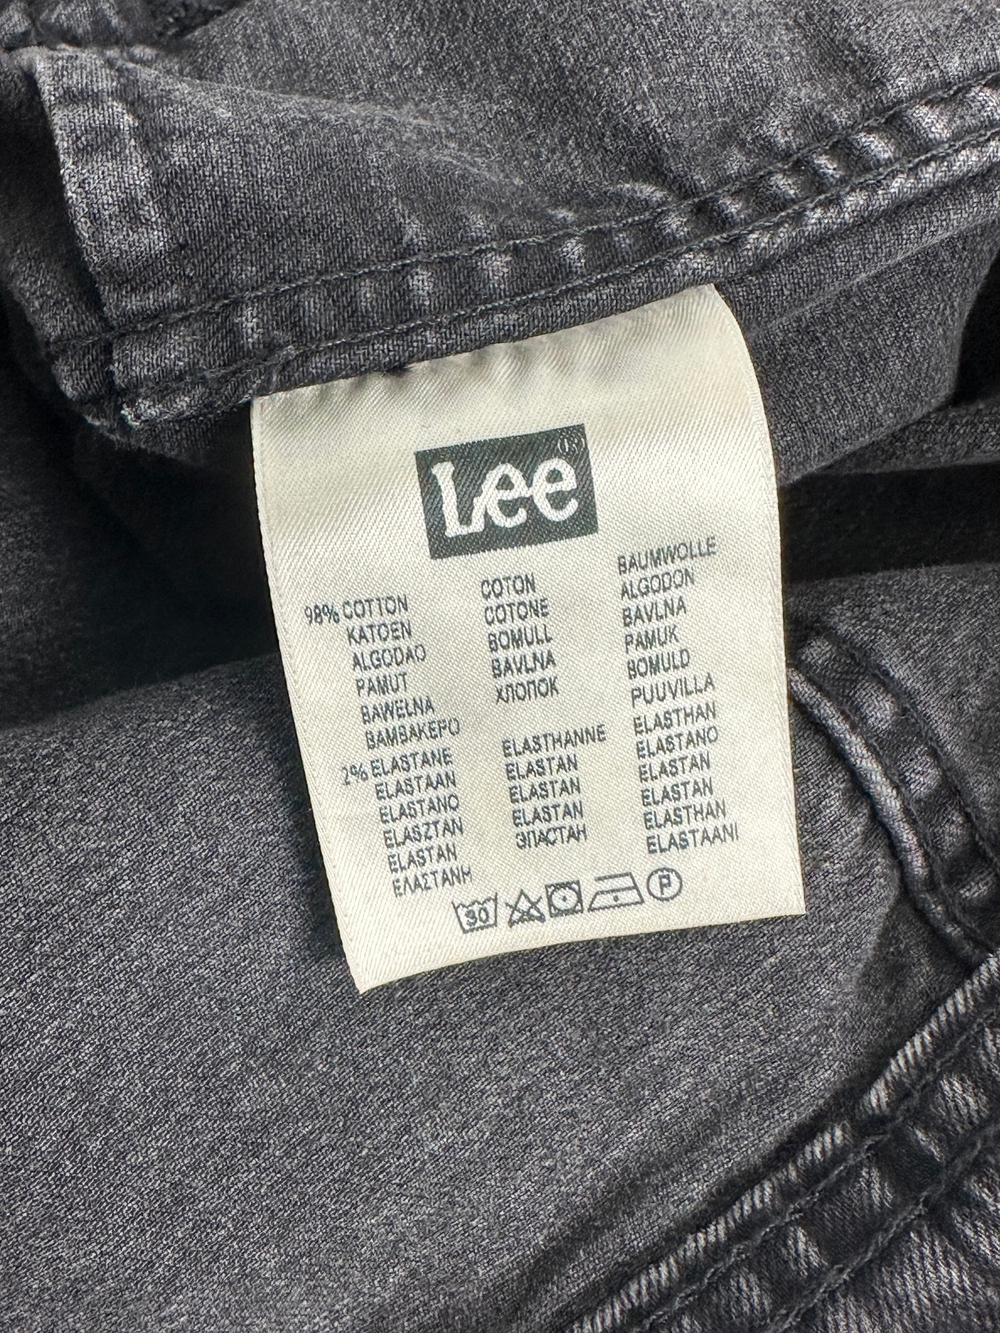 Lee®
98% COTTON COTON BAUMWOLLE
KATOEN COTONE ALGODON
ALGODAO BOMULL BAVLNA
PAMUT BAVLNA PAMUK
BAWEŁNA ХЛОПОК BOMULD
ΒΑΜΒΑΚΕΡΟ PUUVILLA
2% ELASTANE ELASTHANNE ELASTHAN
ELASTAAN ELASTAN ELASTANO
ELASTANO ELASTAN ELASTAN
ELASZTAN ELASTAN ELASTAN
ELASTAN ЭЛАСТАН ELASTHAN
ΕΛΑΣΤΑΝΗ ELASTAANI
30 P